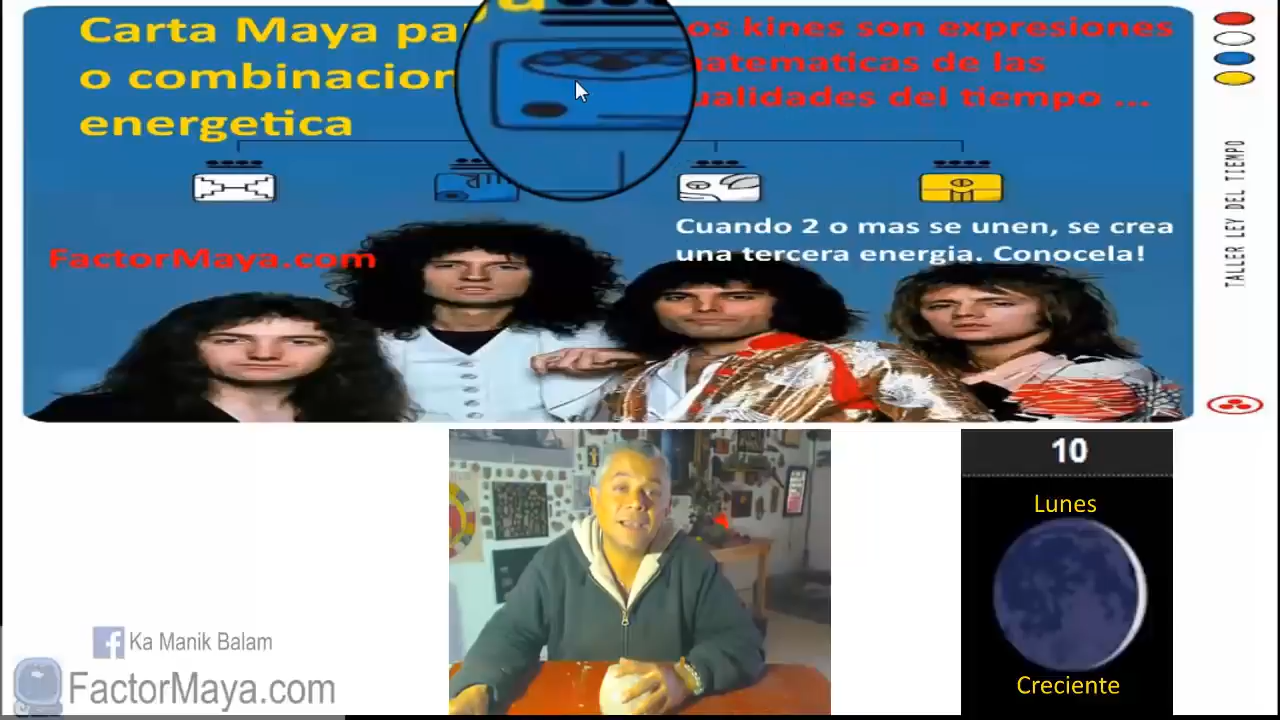 Carta Maya pa
o combinacion
energetica
os kines son expresiones
atematicas de las
ualidades del tiempo ...
Cuando 2 o mas se unen, se crea
una tercera energia. Conocela!
FactorMaya.com
TALLER LEY DEL TIEMPO
10
Lunes
Creciente
Ka Manik Balam
FactorMaya.com